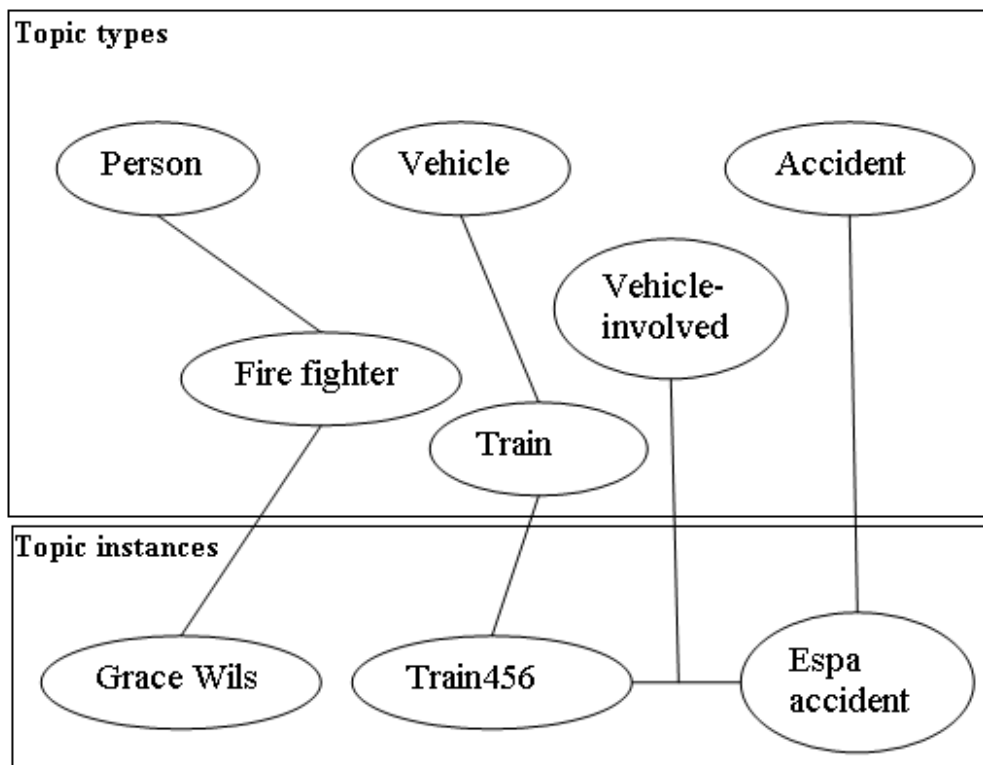 Topic types
Person
Vehicle
Accident
Vehicle-
involved
Fire fighter
Train
Topic instances
Grace Wils
Train456
Espa
accident